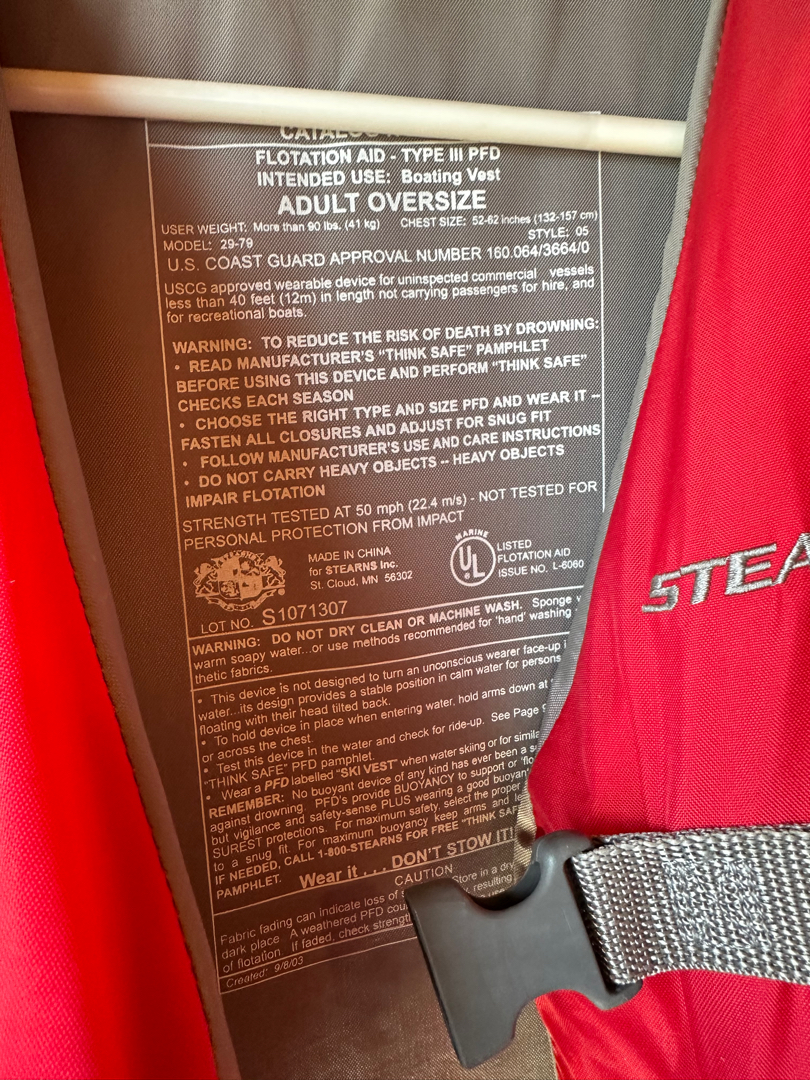 FLOTATION AID - TYPE III PFD
INTENDED USE: Boating Vest
ADULT OVERSIZE
USER WEIGHT: More than 90 lbs. (41 kg) CHEST SIZE: 52-62 inches (132-157 cm)
MODEL: 29-79 STYLE: 05
U.S. COAST GUARD APPROVAL NUMBER 160.064/3664/0
USCG approved wearable device for uninspected commercial vessels
less than 40 feet (12m) in length not carrying passengers for hire, and
for recreational boats.
WARNING: TO REDUCE THE RISK OF DEATH BY DROWNING:
• READ MANUFACTURER'S "THINK SAFE" PAMPHLET
BEFORE USING THIS DEVICE AND PERFORM "THINK SAFE"
CHECKS EACH SEASON
• CHOOSE THE RIGHT TYPE AND SIZE PFD AND WEAR IT --
FASTEN ALL CLOSURES AND ADJUST FOR SNUG FIT
• FOLLOW MANUFACTURER'S USE AND CARE INSTRUCTIONS
• DO NOT CARRY HEAVY OBJECTS -- HEAVY OBJECTS
IMPAIR FLOTATION
STRENGTH TESTED AT 50 mph (22.4 m/s) - NOT TESTED FOR
PERSONAL PROTECTION FROM IMPACT
MADE IN CHINA
for STEARNS Inc.
St. Cloud, MN 56302
MARINE
UL
LISTED
FLOTATION AID
ISSUE NO. L-6060
STEA
LOT NO. S1071307
WARNING: DO NOT DRY CLEAN OR MACHINE WASH. Sponge
warm soapy water...or use methods recommended for 'hand' washing
thetic fabrics.
• This device is not designed to turn an unconscious wearer face-up
water...its design provides a stable position in calm water for persons
floating with their head tilted back.
• To hold device in place when entering water, hold arms down at
or across the chest.
• Test this device in the water and check for ride-up. See Page
"THINK SAFE" PFD pamphlet.
• Wear a PFD labelled "SKI VEST" when water skiing or for
REMEMBER: No buoyant device of any kind has ever been a
against drowning. PFD's provide BUOYANCY to support or
but vigilance and safety-sense PLUS wearing a good
SUREST protections. For maximum safety, select the proper
to a snug fit. For maximum buoyancy keep arms and
IF NEEDED, CALL 1-800-STEARNS FOR FREE "THINK SAFE
PAMPHLET. Wear it . . . DON'T STOW IT!
CAUTION
Fabric fading can indicate loss of Store in a dry
dark place. A weathered PFD resulting
of flotation. If faded, check
Created: 9/8/03